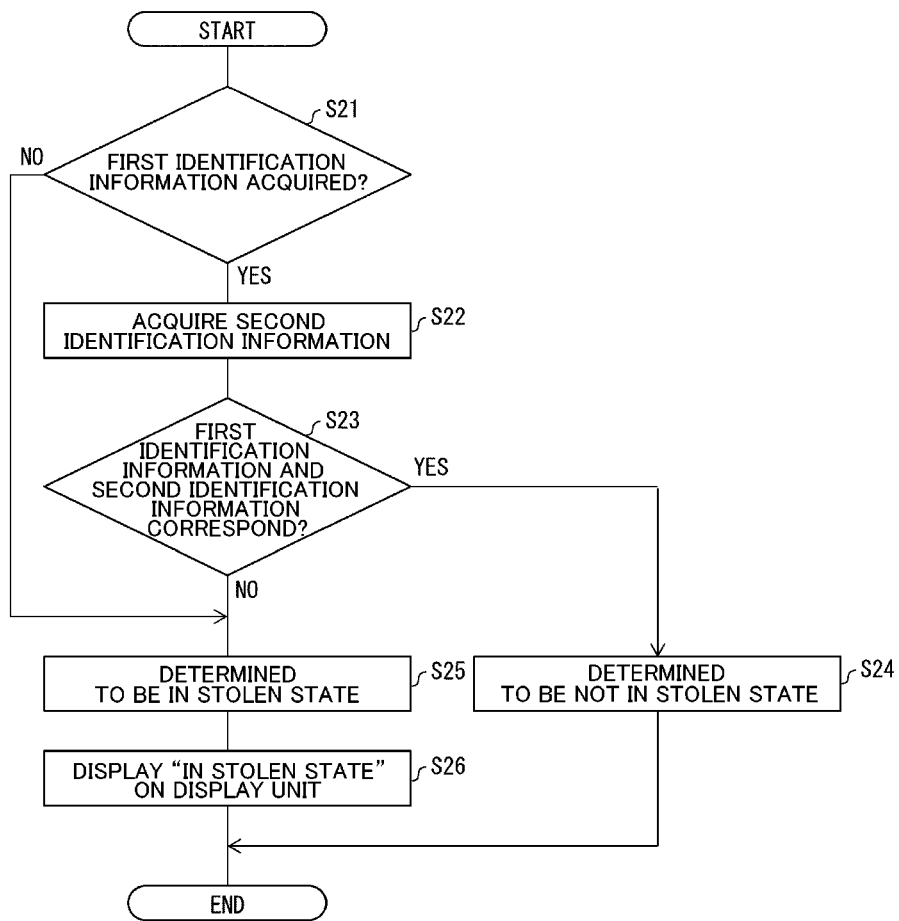 START
S21
NO
FIRST IDENTIFICATION
INFORMATION ACQUIRED?
YES
ACQUIRE SECOND
IDENTIFICATION INFORMATION
S22
S23
FIRST
IDENTIFICATION
INFORMATION AND
SECOND IDENTIFICATION
INFORMATION
CORRESPOND?
YES
NO
DETERMINED
TO BE IN STOLEN STATE
S25
DETERMINED
TO BE NOT IN STOLEN STATE
S24
DISPLAY “IN STOLEN STATE”
ON DISPLAY UNIT
S26
END